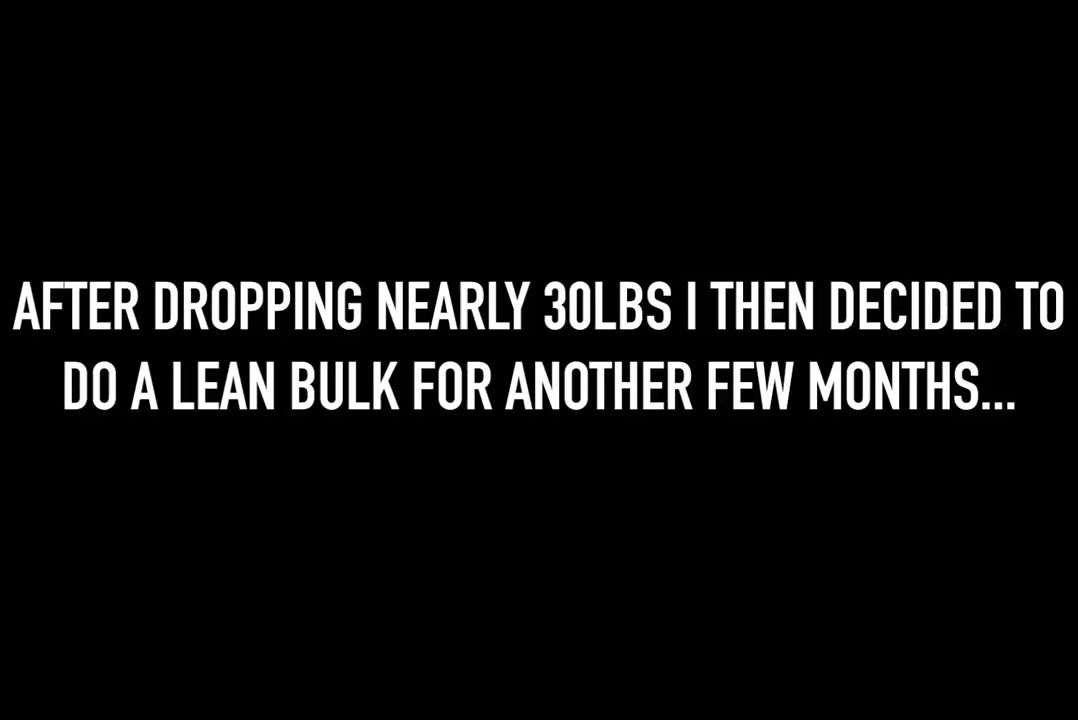 AFTER DROPPING NEARLY 30LBS I THEN DECIDED TO
DO A LEAN BULK FOR ANOTHER FEW MONTHS...